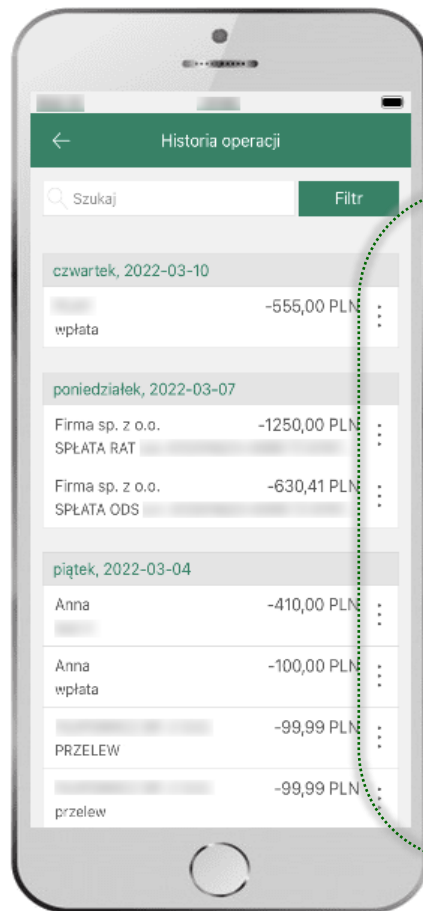 Historia operacji
Szukaj
Filtr
czwartek, 2022-03-10
-555,00 PLN
wpłata
poniedziałek, 2022-03-07
Firma sp. z o.o. -1250,00 PLN
SPŁATA RAT
Firma sp. z o.o. -630,41 PLN
SPŁATA ODS
piątek, 2022-03-04
Anna -410,00 PLN
Anna -100,00 PLN
wpłata
-99,99 PLN
PRZELEW
-99,99 PLN
przelew